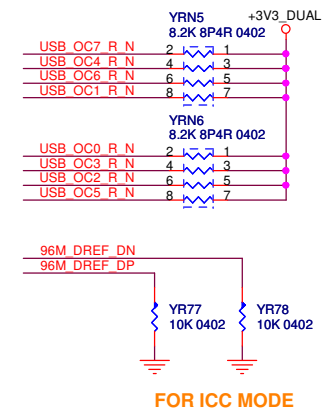 YRN5 +3V3_DUAL
8.2K 8P4R 0402
USB_OC7_R_N 2 1
USB_OC4_R_N 4 3
USB_OC6_R_N 6 5
USB_OC1_R_N 8 7
YRN6
8.2K 8P4R 0402
USB_OC0_R_N 2 1
USB_OC3_R_N 4 3
USB_OC2_R_N 6 5
USB_OC5_R_N 8 7
96M_DREF_DN
96M_DREF_DP
YR77 YR78
10K 0402 10K 0402
FOR ICC MODE